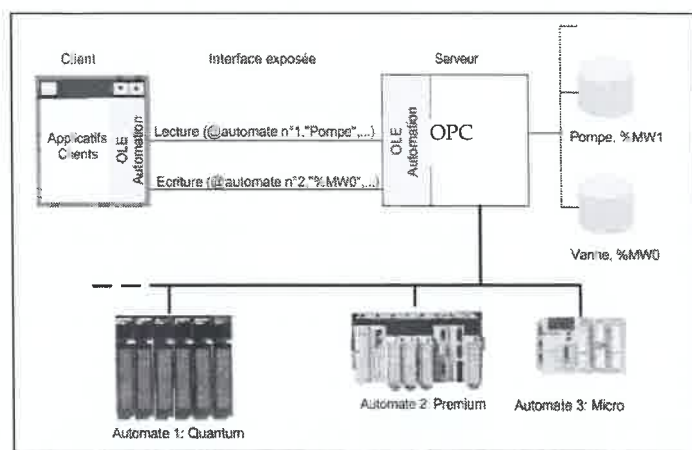 Client Interface exposée Serveur
Applicatifs
Clients
OLE
Automation
Lecture (@automate n°1,"Pompe",...)
Ecriture (@automate n°2,"%MW0",...)
OLE
Automation
OPC
Pompe, %MW1
Vanne, %MW0
Automate 1: Quantum
Automate 2: Premium
Automate 3: Micro